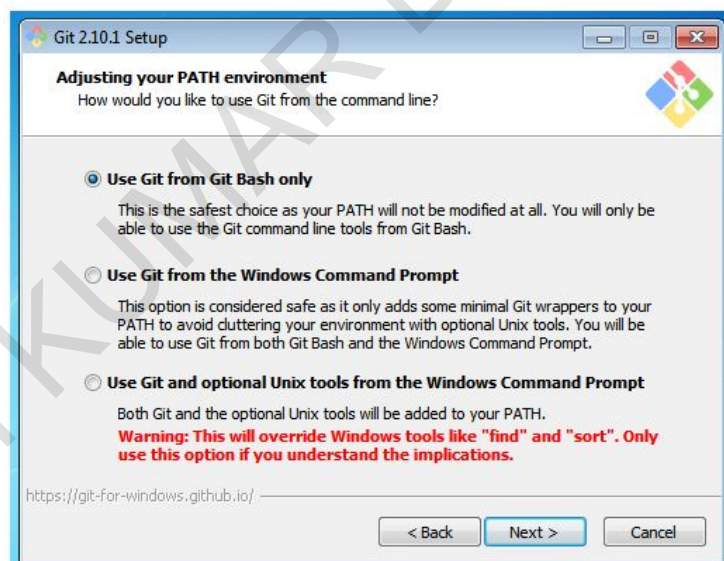 Git 2.10.1 Setup
Adjusting your PATH environment
How would you like to use Git from the command line?
Use Git from Git Bash only
This is the safest choice as your PATH will not be modified at all. You will only be
able to use the Git command line tools from Git Bash.
Use Git from the Windows Command Prompt
This option is considered safe as it only adds some minimal Git wrappers to your
PATH to avoid cluttering your environment with optional Unix tools. You will be
able to use Git from both Git Bash and the Windows Command Prompt.
Use Git and optional Unix tools from the Windows Command Prompt
Both Git and the optional Unix tools will be added to your PATH.
Warning: This will override Windows tools like "find" and "sort". Only
use this option if you understand the implications.
https://git-for-windows.github.io/
< Back Next > Cancel
KUMAR